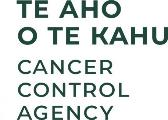 TE AHO
O TE KAHU
CANCER
CONTROL
AGENCY